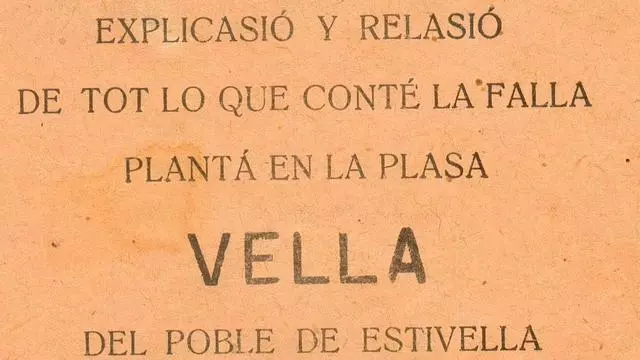 EXPLICASIÓ Y RELASIÓ
DE TOT LO QUE CONTÉ LA FALLA
PLANTÁ EN LA PLASA
VELLA
DEL POBLE DE ESTIVELLA